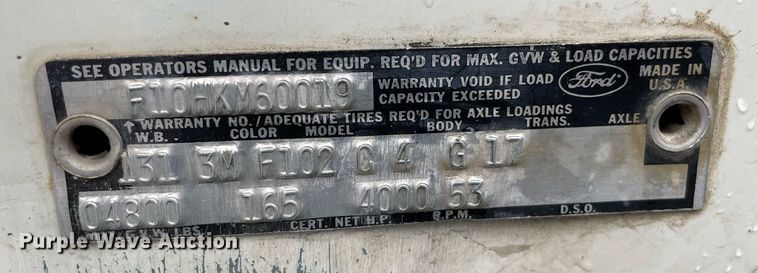 SEE OPERATORS MANUAL FOR EQUIP. REQ'D FOR MAX. GVW & LOAD CAPACITIES
F10HKM60019
WARRANTY VOID IF LOAD
CAPACITY EXCEEDED
Ford
MADE IN
U.S.A.
↑ WARRANTY NO./ADEQUATE TIRES REQ'D FOR AXLE LOADINGS
W.B. COLOR MODEL BODY TRANS. AXLE
131 3M F102 C 4 G 17
04800 165 4000 53
LBS. CERT. NET H.P. R.P.M. D.S.O.
Purple Wave Auction